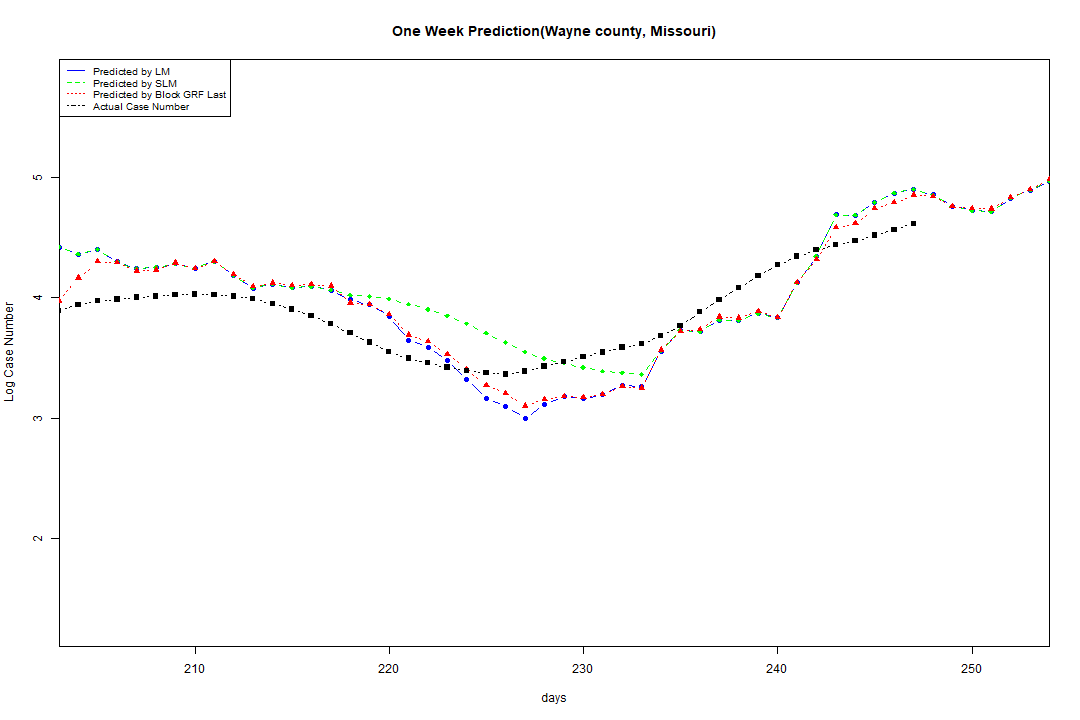 One Week Prediction(Wayne county, Missouri)
Predicted by LM
Predicted by SLM
Predicted by Block GRF Last
Actual Case Number
5
4
3
2
Log Case Number
210 220 230 240 250
days